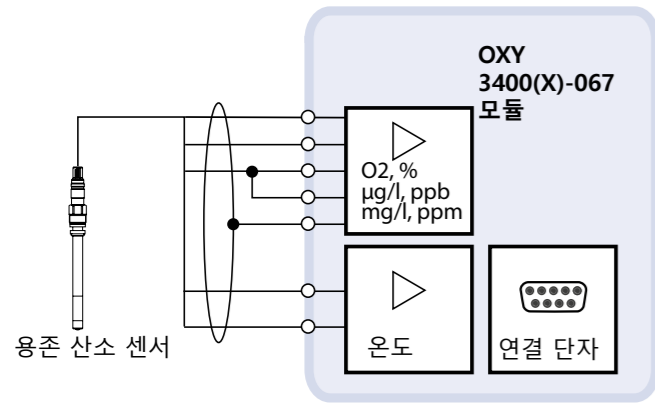 OXY
3400(X)-067
모듈
O2, %
µg/l, ppb
mg/l, ppm
용존 산소 센서
온도
연결 단자